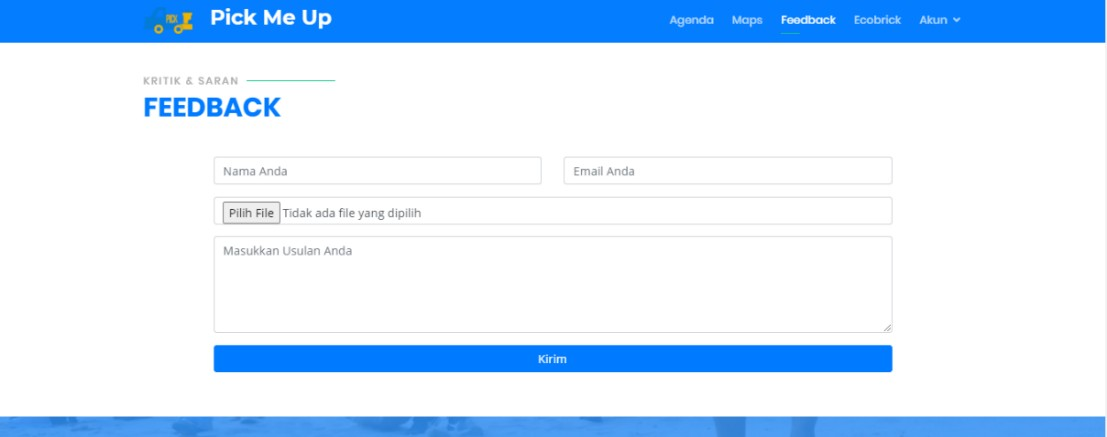 PICK
Pick Me Up
Agenda Maps Feedback Ecobrick Akun
KRITIK & SARAN
FEEDBACK
Nama Anda Email Anda
Pilih File Tidak ada file yang dipilih
Masukkan Usulan Anda
Kirim